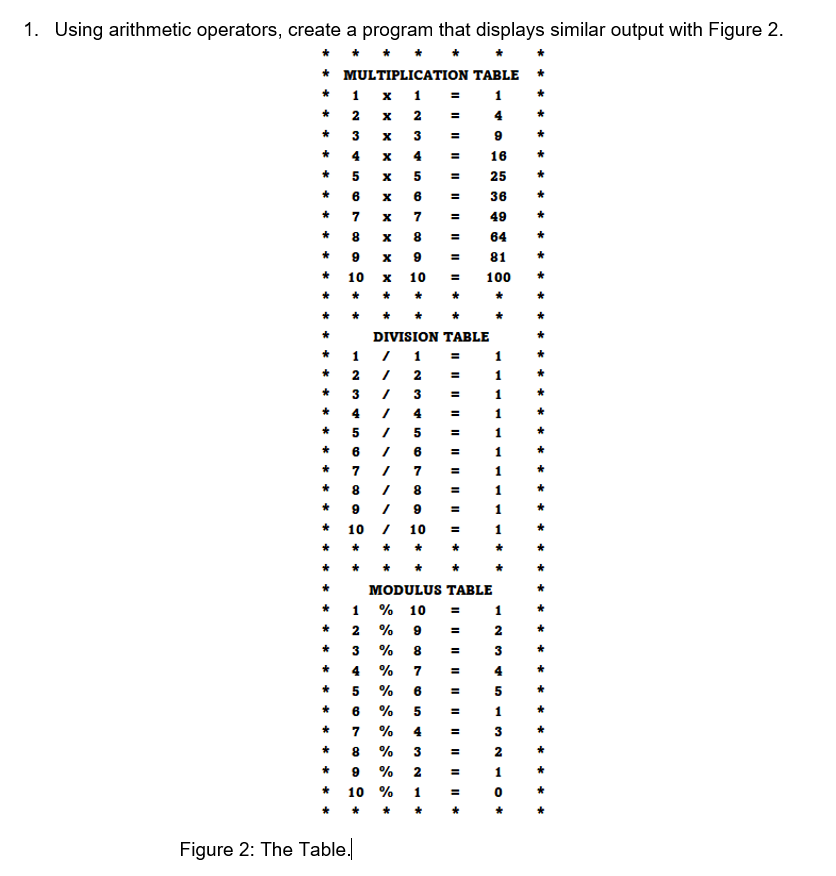 1. Using arithmetic operators, create a program that displays similar output with Figure 2.
* * * * * * *
* MULTIPLICATION TABLE *
* 1 x 1 = 1 *
* 2 x 2 = 4 *
* 3 x 3 = 9 *
* 4 x 4 = 16 *
* 5 x 5 = 25 *
* 6 x 6 = 36 *
* 7 x 7 = 49 *
* 8 x 8 = 64 *
* 9 x 9 = 81 *
* 10 x 10 = 100 *
* * * * * * *
* * * * * * *
* DIVISION TABLE *
* 1 / 1 = 1 *
* 2 / 2 = 1 *
* 3 / 3 = 1 *
* 4 / 4 = 1 *
* 5 / 5 = 1 *
* 6 / 6 = 1 *
* 7 / 7 = 1 *
* 8 / 8 = 1 *
* 9 / 9 = 1 *
* 10 / 10 = 1 *
* * * * * * *
* * * * * * *
* MODULUS TABLE *
* 1 % 10 = 1 *
* 2 % 9 = 2 *
* 3 % 8 = 3 *
* 4 % 7 = 4 *
* 5 % 6 = 5 *
* 6 % 5 = 1 *
* 7 % 4 = 3 *
* 8 % 3 = 2 *
* 9 % 2 = 1 *
* 10 % 1 = 0 *
* * * * * * *
Figure 2: The Table.